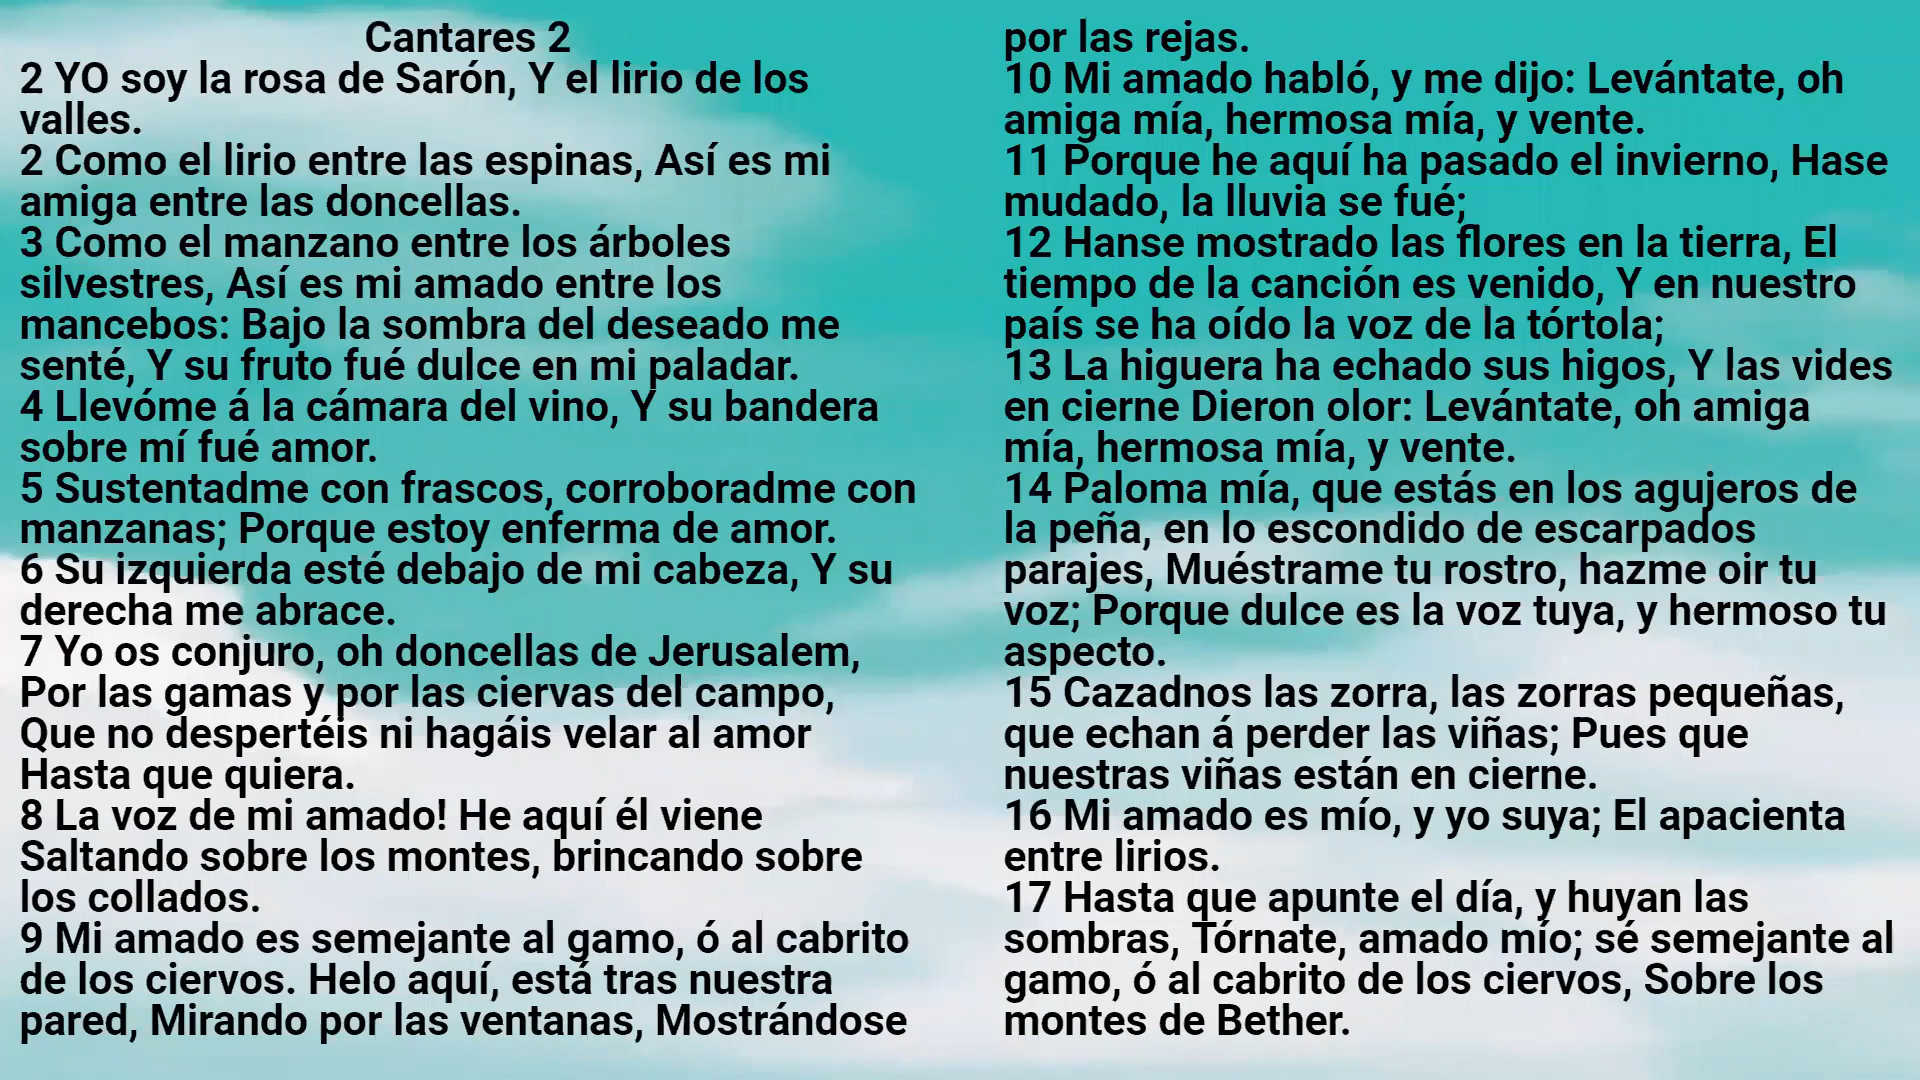 Cantares 2
2 YO soy la rosa de Sarón, Y el lirio de los
valles.
2 Como el lirio entre las espinas, Así es mi
amiga entre las doncellas.
3 Como el manzano entre los árboles
silvestres, Así es mi amado entre los
mancebos: Bajo la sombra del deseado me
senté, Y su fruto fué dulce en mi paladar.
4 Llevóme á la cámara del vino, Y su bandera
sobre mí fué amor.
5 Sustentadme con frascos, corroboradme con
manzanas; Porque estoy enferma de amor.
6 Su izquierda esté debajo de mi cabeza, Y su
derecha me abrace.
7 Yo os conjuro, oh doncellas de Jerusalem,
Por las gamas y por las ciervas del campo,
Que no despertéis ni hagáis velar al amor
Hasta que quiera.
8 La voz de mi amado! He aquí él viene
Saltando sobre los montes, brincando sobre
los collados.
9 Mi amado es semejante al gamo, ó al cabrito
de los ciervos. Helo aquí, está tras nuestra
pared, Mirando por las ventanas, Mostrándose
por las rejas.
10 Mi amado habló, y me dijo: Levántate, oh
amiga mía, hermosa mía, y vente.
11 Porque he aquí ha pasado el invierno, Hase
mudado, la lluvia se fué;
12 Hanse mostrado las flores en la tierra, El
tiempo de la canción es venido, Y en nuestro
país se ha oído la voz de la tórtola;
13 La higuera ha echado sus higos, Y las vides
en cierne Dieron olor: Levántate, oh amiga
mía, hermosa mía, y vente.
14 Paloma mía, que estás en los agujeros de
la peña, en lo escondido de escarpados
parajes, Muéstrame tu rostro, hazme oir tu
voz; Porque dulce es la voz tuya, y hermoso tu
aspecto.
15 Cazadnos las zorra, las zorras pequeñas,
que echan á perder las viñas; Pues que
nuestras viñas están en cierne.
16 Mi amado es mío, y yo suya; El apacienta
entre lirios.
17 Hasta que apunte el día, y huyan las
sombras, Tórnate, amado mío; sé semejante al
gamo, ó al cabrito de los ciervos, Sobre los
montes de Bether.